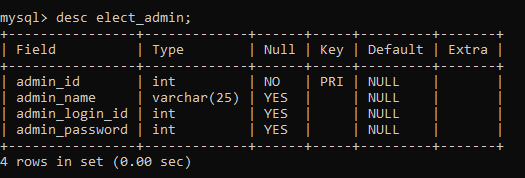 mysql> desc elect_admin;
+----------------+-------------+------+-----+---------+-------+
| Field          | Type        | Null | Key | Default | Extra |
+----------------+-------------+------+-----+---------+-------+
| admin_id       | int         | NO   | PRI | NULL    |       |
| admin_name     | varchar(25) | YES  |     | NULL    |       |
| admin_login_id | int         | YES  |     | NULL    |       |
| admin_password | int         | YES  |     | NULL    |       |
+----------------+-------------+------+-----+---------+-------+
4 rows in set (0.00 sec)